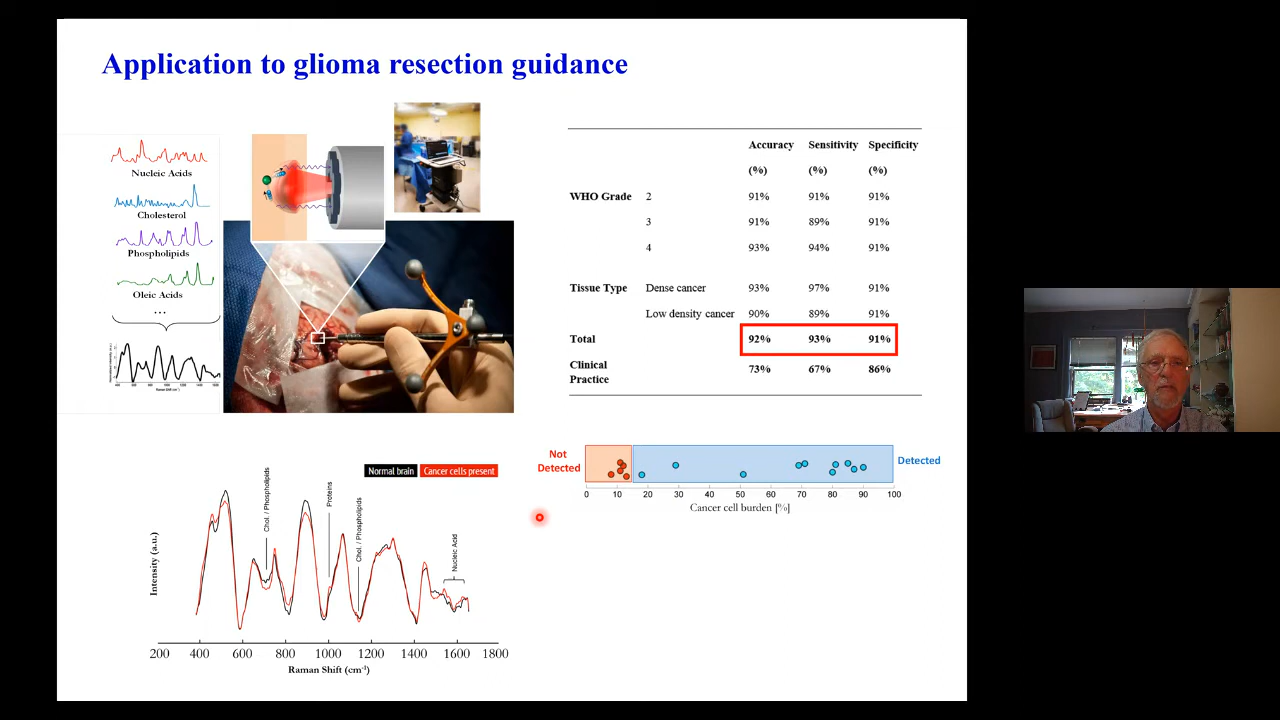 Application to glioma resection guidance
Nucleic Acids
Cholesterol
Phospholipids
Oleic Acids
...
Accuracy Sensitivity Specificity
(%) (%) (%)
WHO Grade 2 91% 91% 91%
3 91% 89% 91%
4 93% 94% 91%
Tissue Type Dense cancer 93% 97% 91%
Low density cancer 90% 89% 91%
Total 92% 93% 91%
Clinical
Practice 73% 67% 86%
Not
Detected
Detected
0 10 20 30 40 50 60 70 80 90 100
Cancer cell burden [%]
Normal brain Cancer cells present
Chol. / Phospholipids
Proteins
Chol. / Phospholipids
Nucleic Acid
Intensity (a.u.)
200 400 600 800 1000 1200 1400 1600 1800
Raman Shift (cm⁻¹)